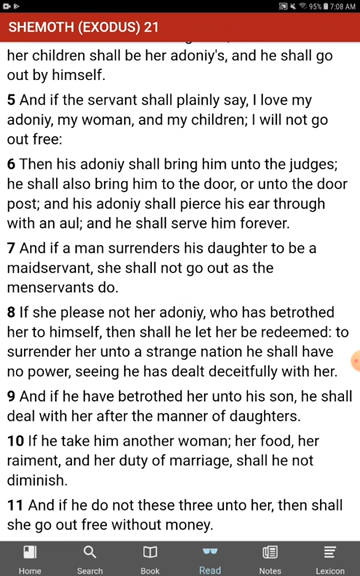 95% 7:08 AM
SHEMOTH (EXODUS) 21
her children shall be her adoniy's, and he shall go
out by himself.
5 And if the servant shall plainly say, I love my
adoniy, my woman, and my children; I will not go
out free:
6 Then his adoniy shall bring him unto the judges;
he shall also bring him to the door, or unto the door
post; and his adoniy shall pierce his ear through
with an aul; and he shall serve him forever.
7 And if a man surrenders his daughter to be a
maidservant, she shall not go out as the
menservants do.
8 If she please not her adoniy, who has betrothed
her to himself, then shall he let her be redeemed: to
surrender her unto a strange nation he shall have
no power, seeing he has dealt deceitfully with her.
9 And if he have betrothed her unto his son, he shall
deal with her after the manner of daughters.
10 If he take him another woman; her food, her
raiment, and her duty of marriage, shall he not
diminish.
11 And if he do not these three unto her, then shall
she go out free without money.
Home Search Book Read Notes Lexicon